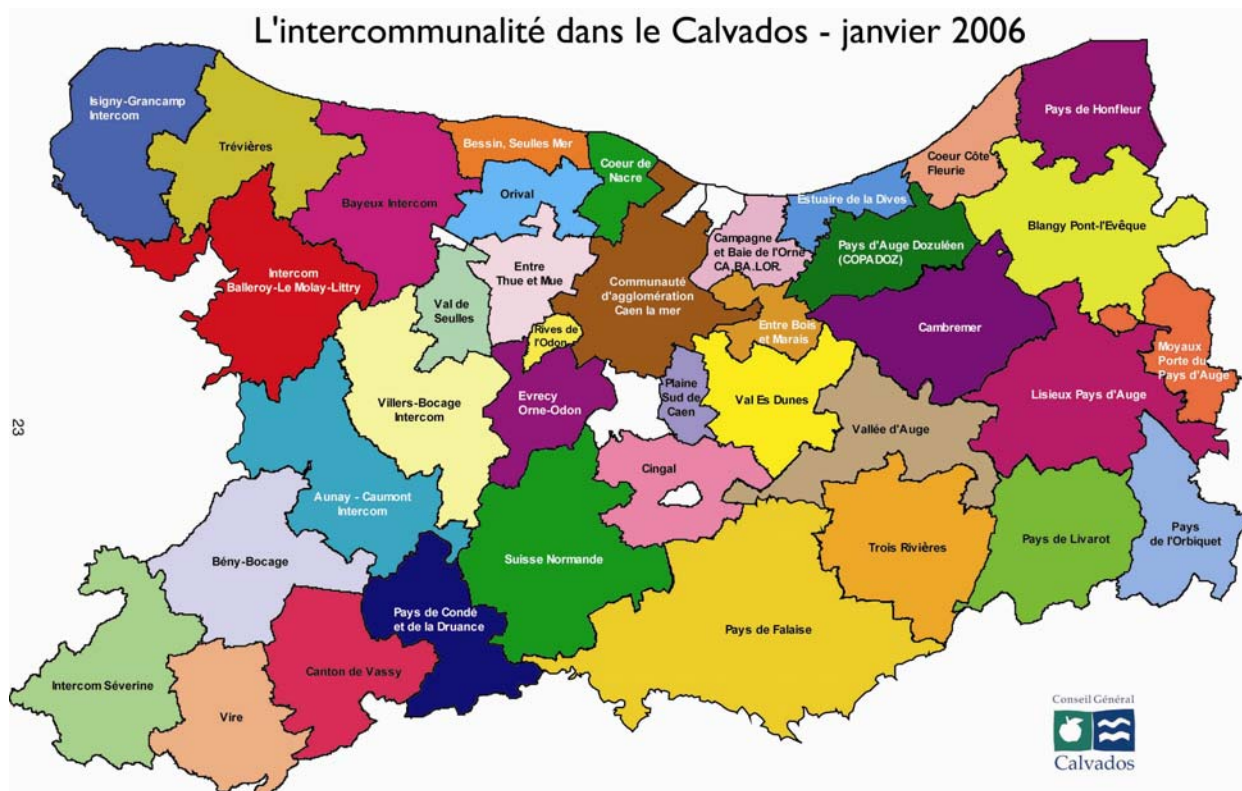 L'intercommunalité dans le Calvados - janvier 2006
Isigny-Grancamp
Intercom
Trévières
Bayeux Intercom
Bessin, Seulles Mer
Orival
Coeur de
Nacre
Pays de Honfleur
Coeur Côte
Fleurie
Estuaire de la Dives
Blangy Pont-l'Evêque
Campagne
et Baie de l'Orne
CA,BA.LOR.
Pays d'Auge Dozuléen
(COPADOZ)
Intercom
Balleroy-Le Molay-Littry
Val de
Seulles
Entre
Thue et Mue
Communauté
d'agglomération
Caen la mer
Rives de
l'Odon
Entre Bois
et Marais
Cambremer
Moyaux
Porte du
Pays d'Auge
Villers-Bocage
Intercom
Evrecy
Orne-Odon
Plaine
Sud de
Caen
Val Es Dunes
Lisieux Pays d'Auge
Vallée d'Auge
23
Cingal
Aunay - Caumont
Intercom
Bény-Bocage
Suisse Normande
Trois Rivières
Pays de Livarot
Pays
de l'Orbiquet
Pays de Condé
et de la Druance
Pays de Falaise
Intercom Séverine
Vire
Canton de Vassy
Conseil Général
Calvados